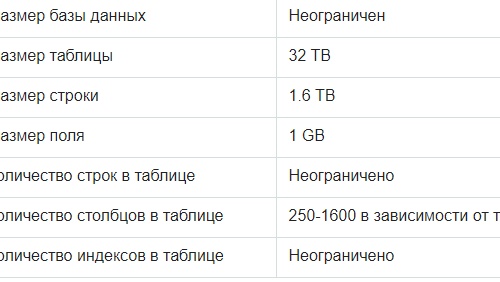 азмер базы данных Неограничен
азмер таблицы 32 TB
азмер строки 1.6 TB
азмер поля 1 GB
оличество строк в таблице Неограничено
оличество столбцов в таблице 250-1600 в зависимости от т
оличество индексов в таблице Неограничено